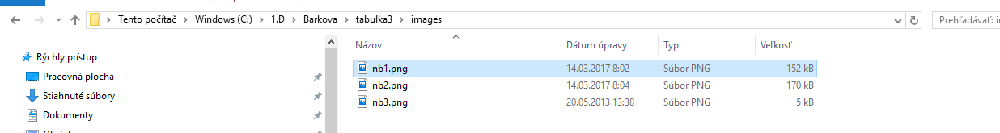 Tento počítač > Windows (C:) > 1.D > Barkova > tabulka3 > images
Prehľadávať:
Názov Dátum úpravy Typ Veľkosť
Rýchly prístup
Pracovná plocha
Stiahnuté súbory
Dokumenty
nb1.png 14.03.2017 8:02 Súbor PNG 152 kB
nb2.png 14.03.2017 8:04 Súbor PNG 170 kB
nb3.png 20.05.2013 13:38 Súbor PNG 5 kB